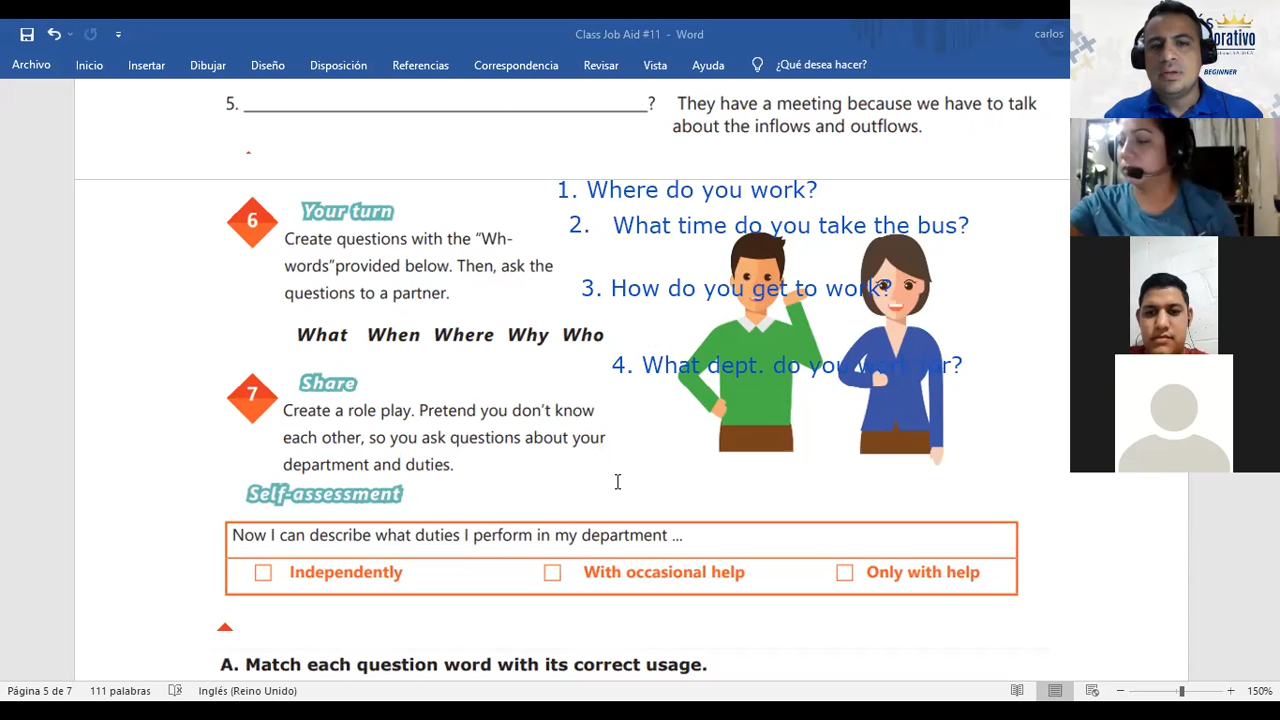 Class Job Aid #11 - Word
carlos
Archivo Inicio Insertar Dibujar Diseño Disposición Referencias Correspondencia Revisar Vista Ayuda ¿Qué desea hacer?
BEGINNER
5. ? They have a meeting because we have to talk
about the inflows and outflows.
1. Where do you work?
6 Your turn
2. What time do you take the bus?
Create questions with the "Wh-
words"provided below. Then, ask the
questions to a partner.
3. How do you get to work?
What When Where Why Who
4. What dept. do you work for?
7 Share
Create a role play. Pretend you don't know
each other, so you ask questions about your
department and duties.
Self-assessment
Now I can describe what duties I perform in my department ...
Independently With occasional help Only with help
A. Match each question word with its correct usage.
Página 5 de 7 111 palabras Inglés (Reino Unido) 150%